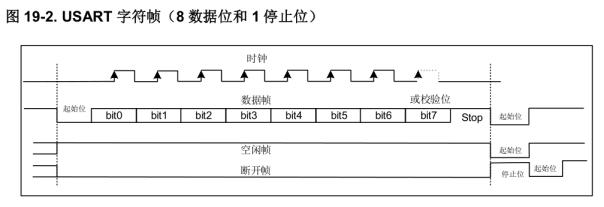 图 19-2. USART 字符帧（8 数据位和 1 停止位）
时钟
数据帧 或校验位
起始位 bit0 bit1 bit2 bit3 bit4 bit5 bit6 bit7 Stop 起始位
空闲帧 起始位
断开帧 停止位 起始位